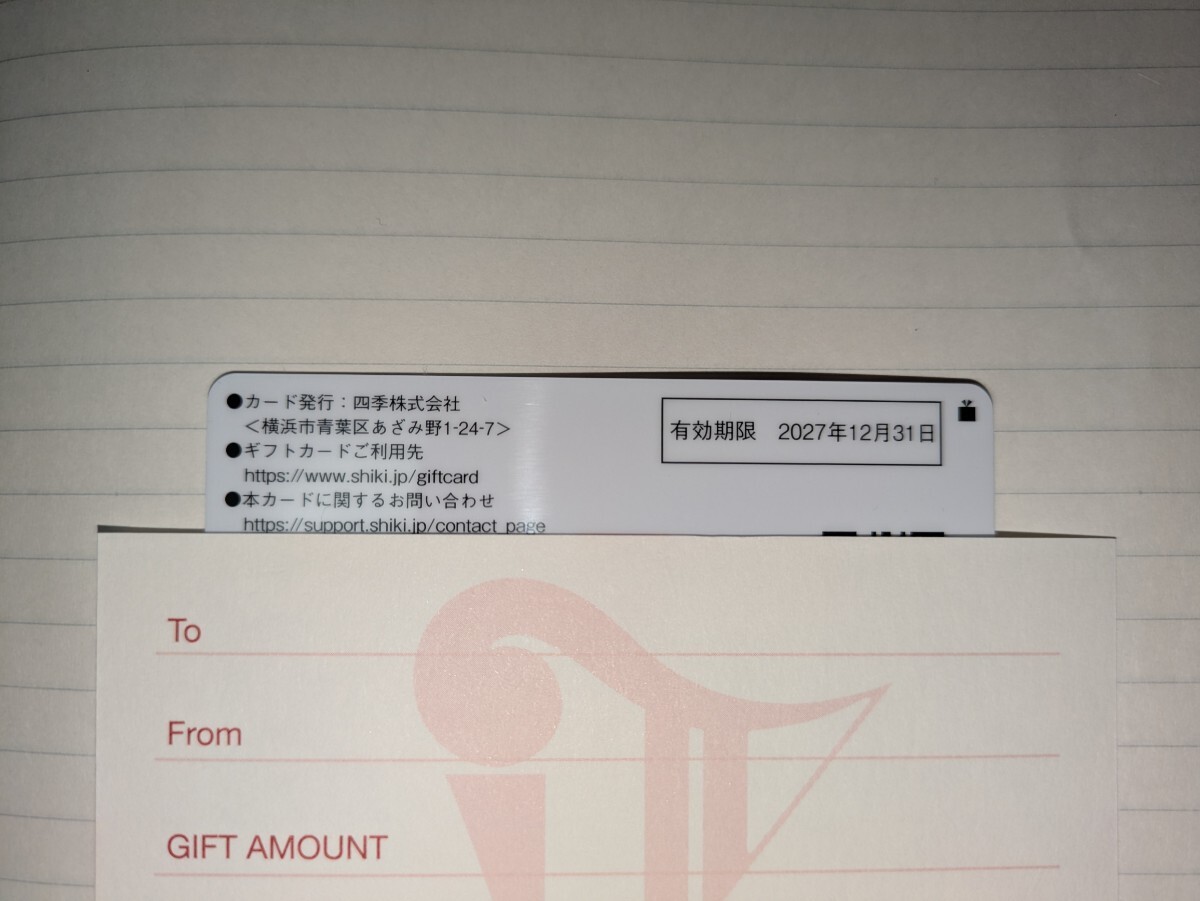 ●カード発行：四季株式会社
＜横浜市青葉区あざみ野1-24-7＞
●ギフトカードご利用先
https://www.shiki.jp/giftcard
●本カードに関するお問い合わせ
https://support.shiki.jp/contact_page
有効期限 2027年12月31日
To
From
GIFT AMOUNT